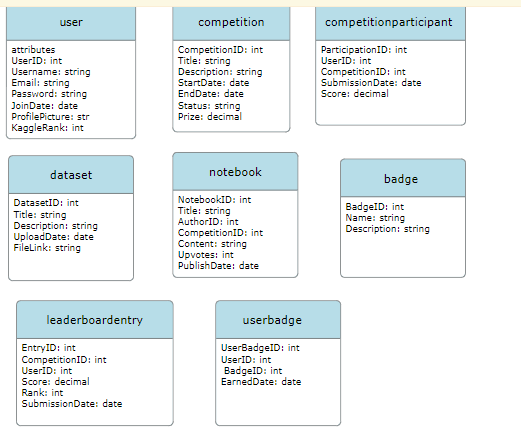 user
attributes
UserID: int
Username: string
Email: string
Password: string
JoinDate: date
ProfilePicture: str
KaggleRank: int
competition
CompetitionID: int
Title: string
Description: string
StartDate: date
EndDate: date
Status: string
Prize: decimal
competitionparticipant
ParticipationID: int
UserID: int
CompetitionID: int
SubmissionDate: date
Score: decimal
dataset
DatasetID: int
Title: string
Description: string
UploadDate: date
FileLink: string
notebook
NotebookID: int
Title: string
AuthorID: int
CompetitionID: int
Content: string
Upvotes: int
PublishDate: date
badge
BadgeID: int
Name: string
Description: string
leaderboardentry
EntryID: int
CompetitionID: int
UserID: int
Score: decimal
Rank: int
SubmissionDate: date
userbadge
UserBadgeID: int
UserID: int
BadgeID: int
EarnedDate: date